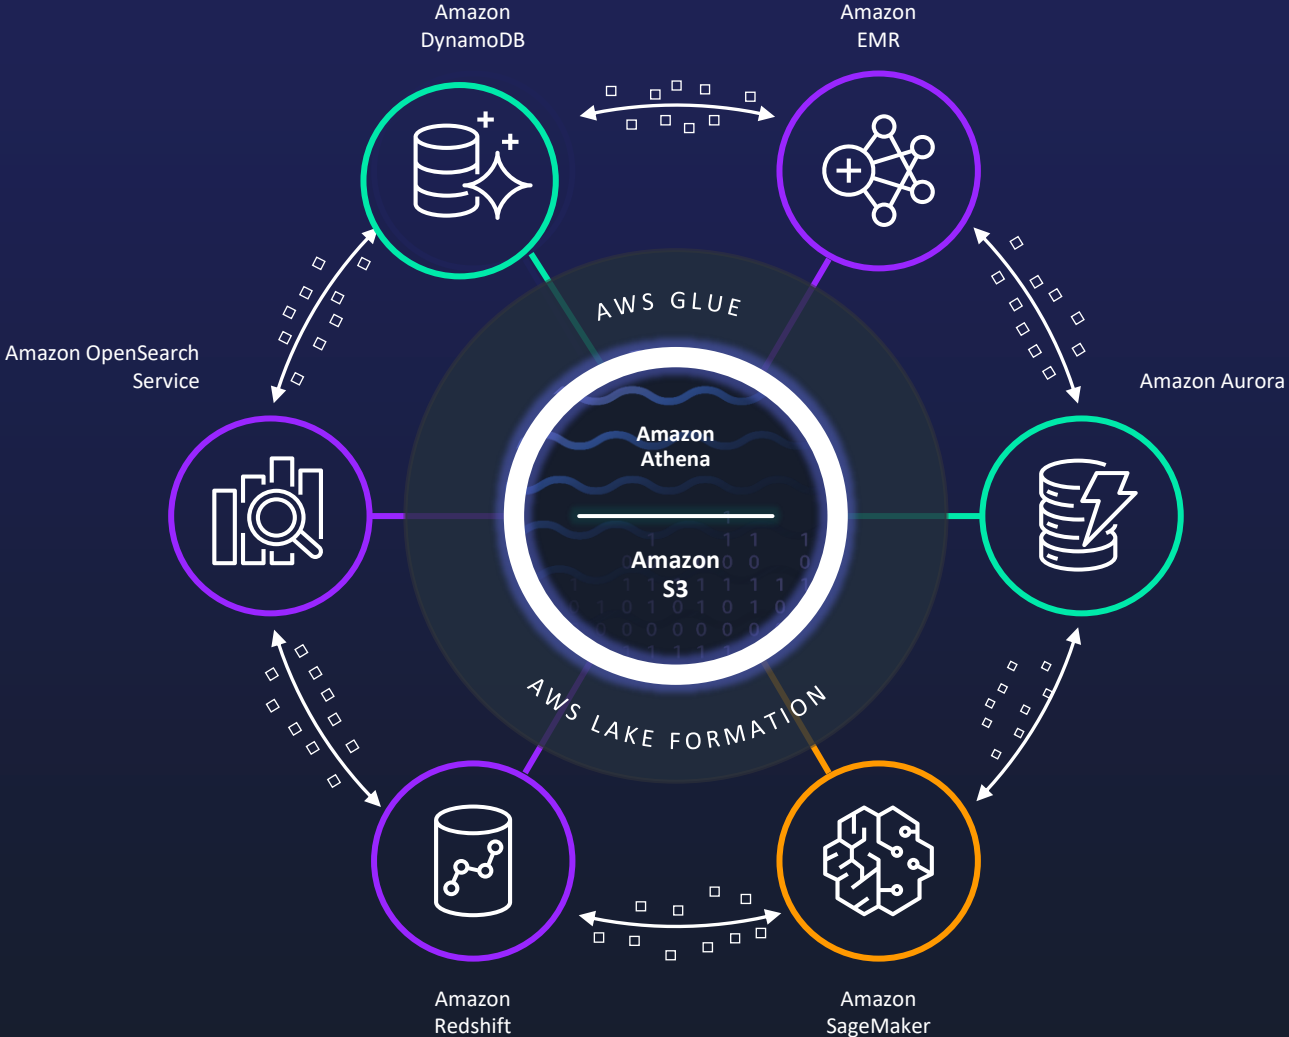 Amazon
DynamoDB
Amazon
EMR
AWS GLUE
Amazon OpenSearch
Service
Amazon Aurora
Amazon
Athena
Amazon
S3
AWS LAKE FORMATION
Amazon
Redshift
Amazon
SageMaker